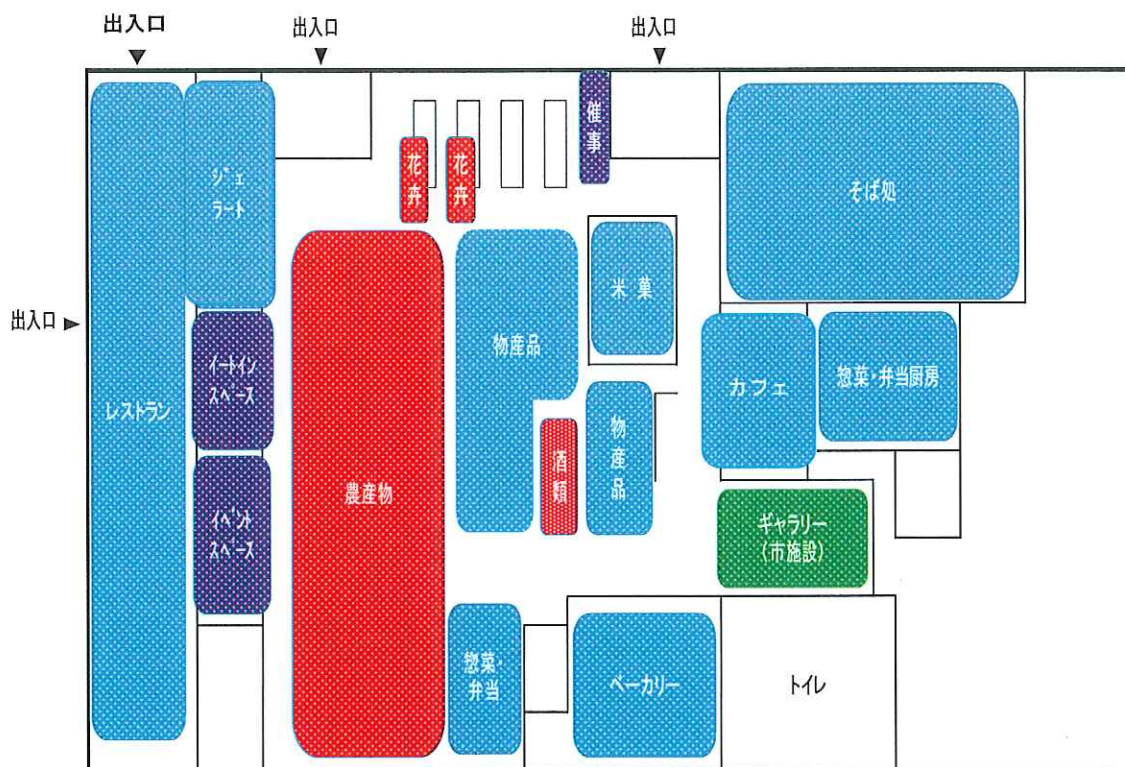 出入口
出入口
出入口
出入口
レストラン
ジェ
ラート
イートイン
スペース
イベント
スペース
花卉
花卉
催事
農産物
物産品
米菓
酒類
物産品
そば処
カフェ
惣菜・弁当厨房
ギャラリー
(市施設)
惣菜・
弁当
ベーカリー
トイレ